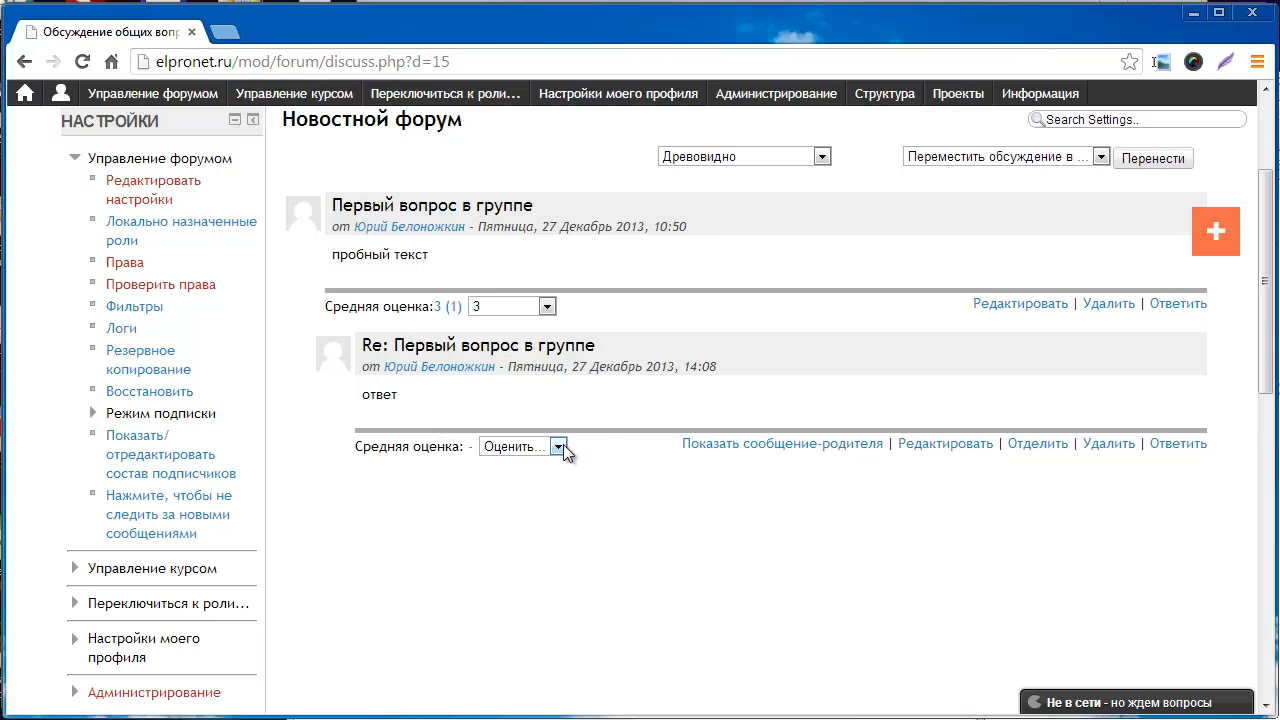 Обсуждение общих вопр
elpronet.ru/mod/forum/discuss.php?d=15
Управление форумом
Управление курсом
Переключиться к роли...
Настройки моего профиля
Администрирование
Структура
Проекты
Информация
НАСТРОЙКИ
Управление форумом
Редактировать
настройки
Локально назначенные
роли
Права
Проверить права
Фильтры
Логи
Резервное
копирование
Восстановить
Режим подписки
Показать/
отредактировать
состав подписчиков
Нажмите, чтобы не
следить за новыми
сообщениями
Управление курсом
Переключиться к роли...
Настройки моего
профиля
Администрирование
Новостной форум
Search Settings..
Древовидно
Переместить обсуждение в ...
Перенести
Первый вопрос в группе
от Юрий Белоножкин - Пятница, 27 Декабрь 2013, 10:50
пробный текст
Средняя оценка:3 (1) 3
Редактировать | Удалить | Ответить
Re: Первый вопрос в группе
от Юрий Белоножкин - Пятница, 27 Декабрь 2013, 14:08
ответ
Средняя оценка: - Оценить...
Показать сообщение-родителя | Редактировать | Отделить | Удалить | Ответить
Не в сети - но ждем вопросы